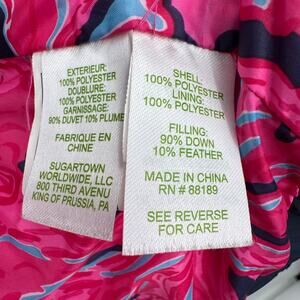 EXTERIEUR:
100% POLYESTER
DOUBLURE:
100% POLYESTER
GARNISSAGE:
90% DUVET 10% PLUME
FABRIQUE EN
CHINE
SUGARTOWN
WORLDWIDE, LLC
800 THIRD AVENUE
KING OF PRUSSIA, PA
SHELL:
100% POLYESTER
LINING:
100% POLYESTER
FILLING:
90% DOWN
10% FEATHER
MADE IN CHINA
RN # 88189
SEE REVERSE
FOR CARE